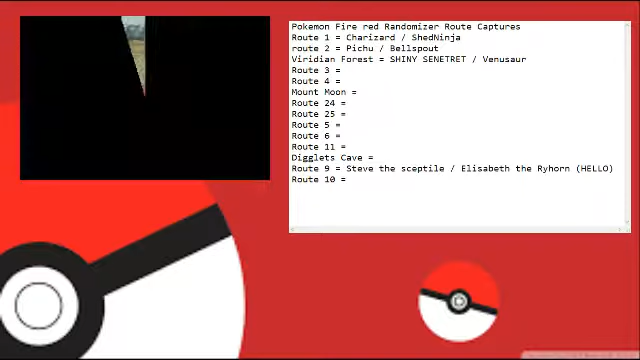 Pokemon Fire red Randomizer Route Captures
Route 1 = Charizard / ShedNinja
route 2 = Pichu / Bellspout
Viridian Forest = SHINY SENETRET / Venusaur
Route 3 =
Route 4 =
Mount Moon =
Route 24 =
Route 25 =
Route 5 =
Route 6 =
Route 11 =
Digglets Cave =
Route 9 = Steve the sceptile / Elisabeth the Ryhorn (HELLO)
Route 10 =